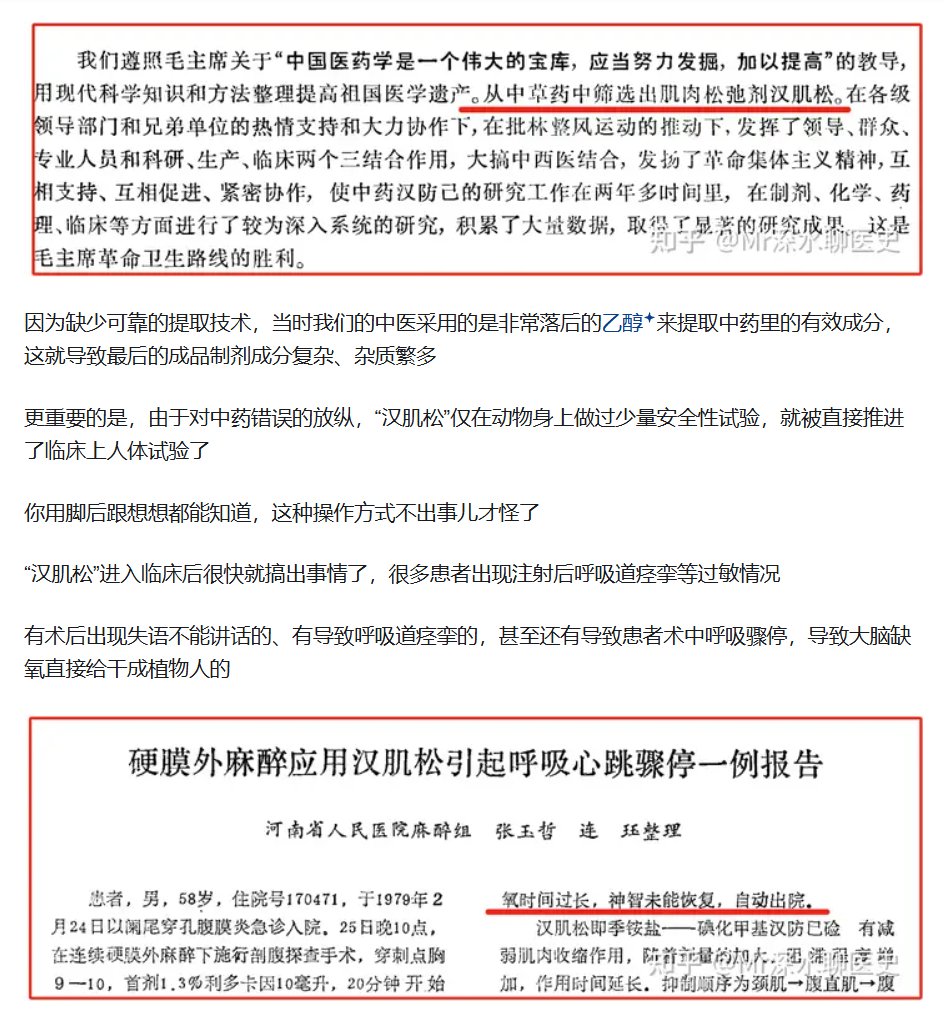 我们遵照毛主席关于“中国医药学是一个伟大的宝库，应当努力发掘，加以提高”的教导，
用现代科学知识和方法整理提高祖国医学遗产。从中草药中筛选出肌肉松弛剂汉肌松。在各级
领导部门和兄弟单位的热情支持和大力协作下，在批林整风运动的推动下，发挥了领导、群众、
专业人员和科研、生产、临床两个三结合作用，大搞中西医结合，发扬了革命集体主义精神，互
相支持、互相促进、紧密协作，使中药汉防己的研究工作在两年多时间里，在制剂、化学、药
理、临床等方面进行了较为深入系统的研究，积累了大量数据，取得了显著的研究成果 这是
毛主席革命卫生路线的胜利。
知乎 @Mr深水聊医史
因为缺少可靠的提取技术，当时我们的中医采用的是非常落后的乙醇来提取中药里的有效成分，
这就导致最后的成品制剂成分复杂、杂质繁多
更重要的是，由于对中药错误的放纵，“汉肌松”仅在动物身上做过少量安全性试验，就被直接推进
了临床上人体试验了
你用脚后跟想想都能知道，这种操作方式不出事儿才怪了
“汉肌松”进入临床后很快就搞出事情了，很多患者出现注射后呼吸道痉挛等过敏情况
有术后出现失语不能讲话的、有导致呼吸道痉挛的，甚至还有导致患者术中呼吸骤停，导致大脑缺
氧直接给干成植物人的
硬膜外麻醉应用汉肌松引起呼吸心跳骤停一例报告
河南省人民医院麻醉组 张玉哲 连 珏整理
患者，男，58岁，住院号170471，于1979年2
月24日以阑尾穿孔腹膜炎急诊入院。25日晚10点，
在连续硬膜外麻醉下施行剖腹探查手术，穿刺点胸
9—10，首剂1.3%利多卡因10毫升，20分钟开始
氧时间过长，神智未能恢复，自动出院。
汉肌松即季铵盐——碘化甲基汉防已硷 有减
弱肌内收缩作用，随着剂量的加大，阻滞
加，作用时间延长。抑制顺序为颈肌→腹直肌→腹
知乎 @Mr深水聊医史